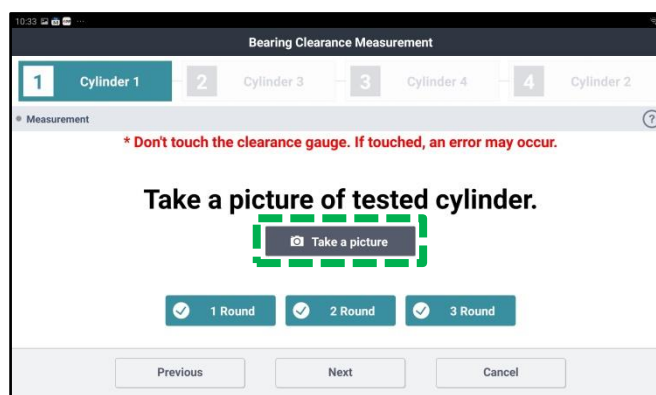 10:33
Bearing Clearance Measurement
1 Cylinder 1 2 Cylinder 3 3 Cylinder 4 4 Cylinder 2
Measurement
* Don't touch the clearance gauge. If touched, an error may occur.
Take a picture of tested cylinder.
Take a picture
1 Round 2 Round 3 Round
Previous Next Cancel